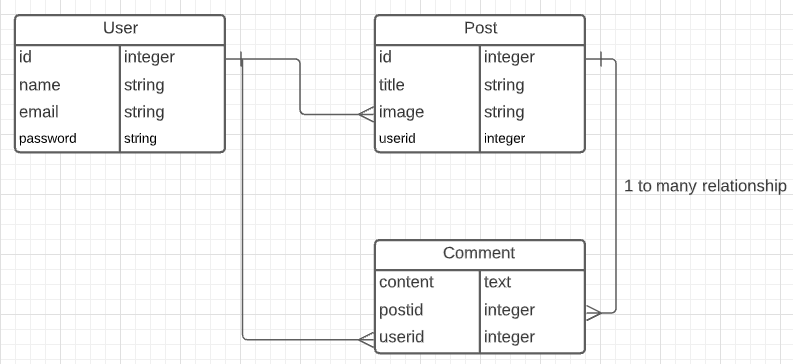 User
id integer
name string
email string
password string
Post
id integer
title string
image string
userid integer
1 to many relationship
Comment
content text
postid integer
userid integer